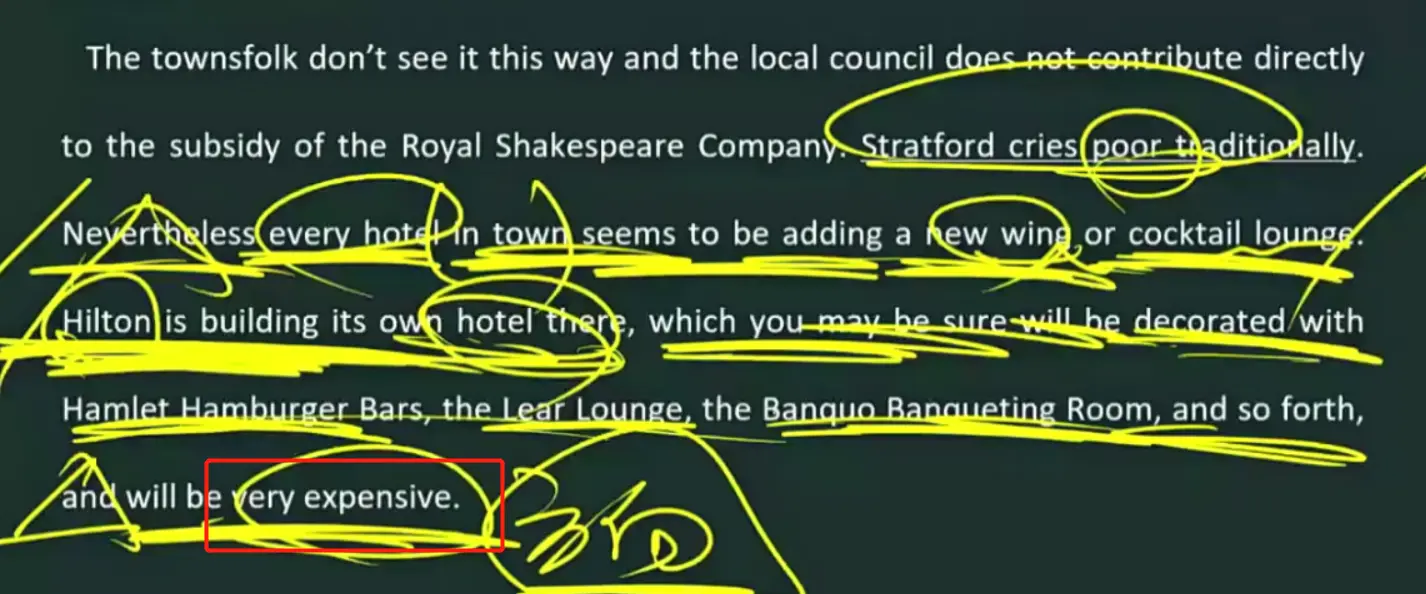 The townsfolk don’t see it this way and the local council does not contribute directly
to the subsidy of the Royal Shakespeare Company. Stratford cries poor traditionally.
Nevertheless every hotel in town seems to be adding a new wing or cocktail lounge.
Hilton is building its own hotel there, which you may be sure will be decorated with
Hamlet Hamburger Bars, the Lear Lounge, the Banquo Banqueting Room, and so forth,
and will be very expensive.